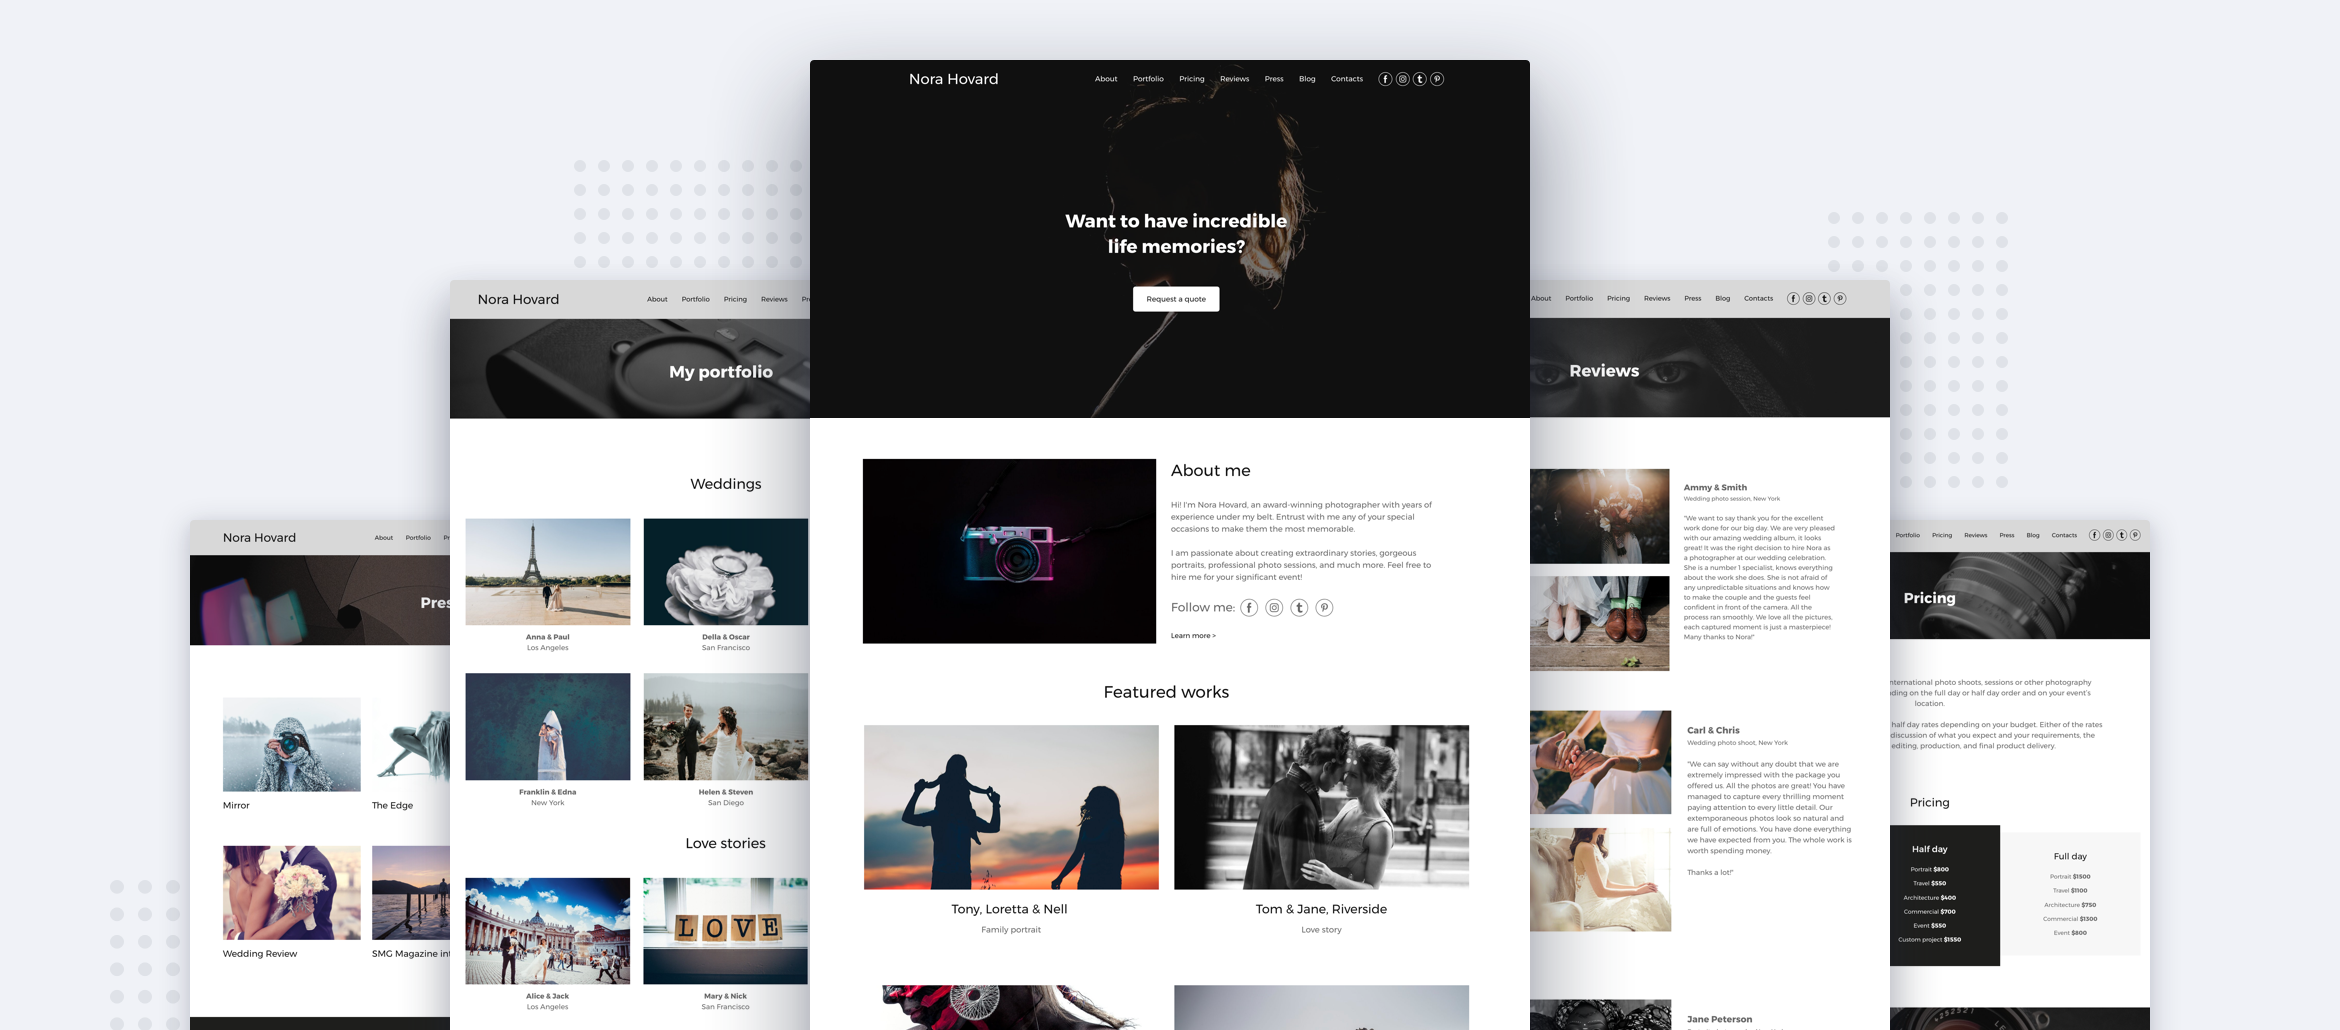 Nora Hovard
About Portfolio Pricing Reviews Press Blog Contacts
Want to have incredible
life memories?
Request a quote
About me
Hi! I'm Nora Hovard, an award-winning photographer with years of
experience under my belt. Entrust with me any of your special
occasions to make them the most memorable.
I am passionate about creating extraordinary stories, gorgeous
portraits, professional photo sessions, and much more. Feel free to
hire me for your significant event!
Follow me:
Learn more >
Featured works
Tony, Loretta & Nell
Family portrait
Tom & Jane, Riverside
Love story
Nora Hovard
About Portfolio Pricing Reviews Pr
My portfolio
Weddings
Anna & Paul
Los Angeles
Della & Oscar
San Francisco
Franklin & Edna
New York
Helen & Steven
San Diego
Love stories
LOVE
Alice & Jack
Los Angeles
Mary & Nick
San Francisco
Nora Hovard
About Portfolio Pr
Pres
Mirror
The Edge
Wedding Review
SMG Magazine int
About Portfolio Pricing Reviews Press Blog Contacts
Reviews
Ammy & Smith
Wedding photo session, New York
"We want to say thank you for the excellent
work done for our big day. We are very pleased
with our amazing wedding album, it looks
great! It was the right decision to hire Nora as
a photographer at our wedding celebration.
She is a number 1 specialist, knows everything
about the work she does. She is not afraid of
any unpredictable situations and knows how
to make the couple and the guests feel
confident in front of the camera. All the
process ran smoothly. We love all the pictures,
each captured moment is just a masterpiece!
Many thanks to Nora!"
Carl & Chris
Wedding photo shoot, New York
"We can say without any doubt that we are
extremely impressed with the package you
offered us. All the photos are great! You have
managed to capture every thrilling moment
paying attention to every little detail. Our
extemporaneous photos look so natural and
are full of emotions. You have done everything
we have expected from you. The whole work is
worth spending money.
Thanks a lot!"
Jane Peterson
Portfolio Pricing Reviews Press Blog Contacts
Pricing
nternational photo shoots, sessions or other photography
ding on the full day or half day order and on your event's
location.
half day rates depending on your budget. Either of the rates
discussion of what you expect and your requirements, the
editing, production, and final product delivery.
Pricing
Half day
Portrait $800
Travel $550
Architecture $400
Commercial $700
Event $550
Custom project $1550
Full day
Portrait $1500
Travel $1100
Architecture $750
Commercial $1300
Event $800